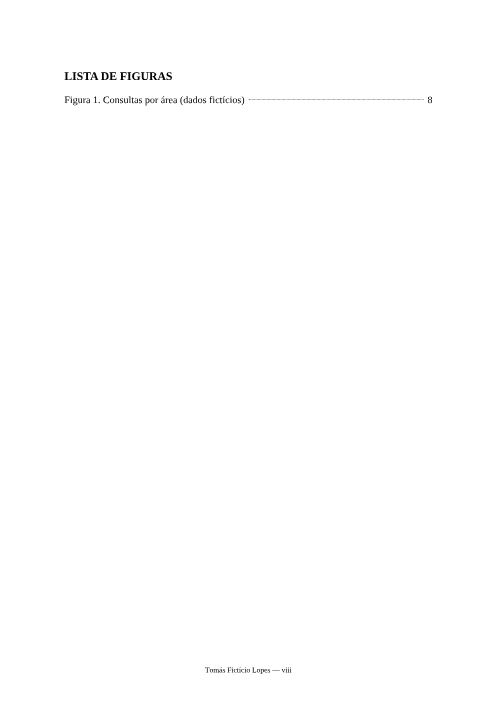 LISTA DE FIGURAS
Figura 1. Consultas por área (dados fictícios) 8
Tomás Fictício Lopes — viii